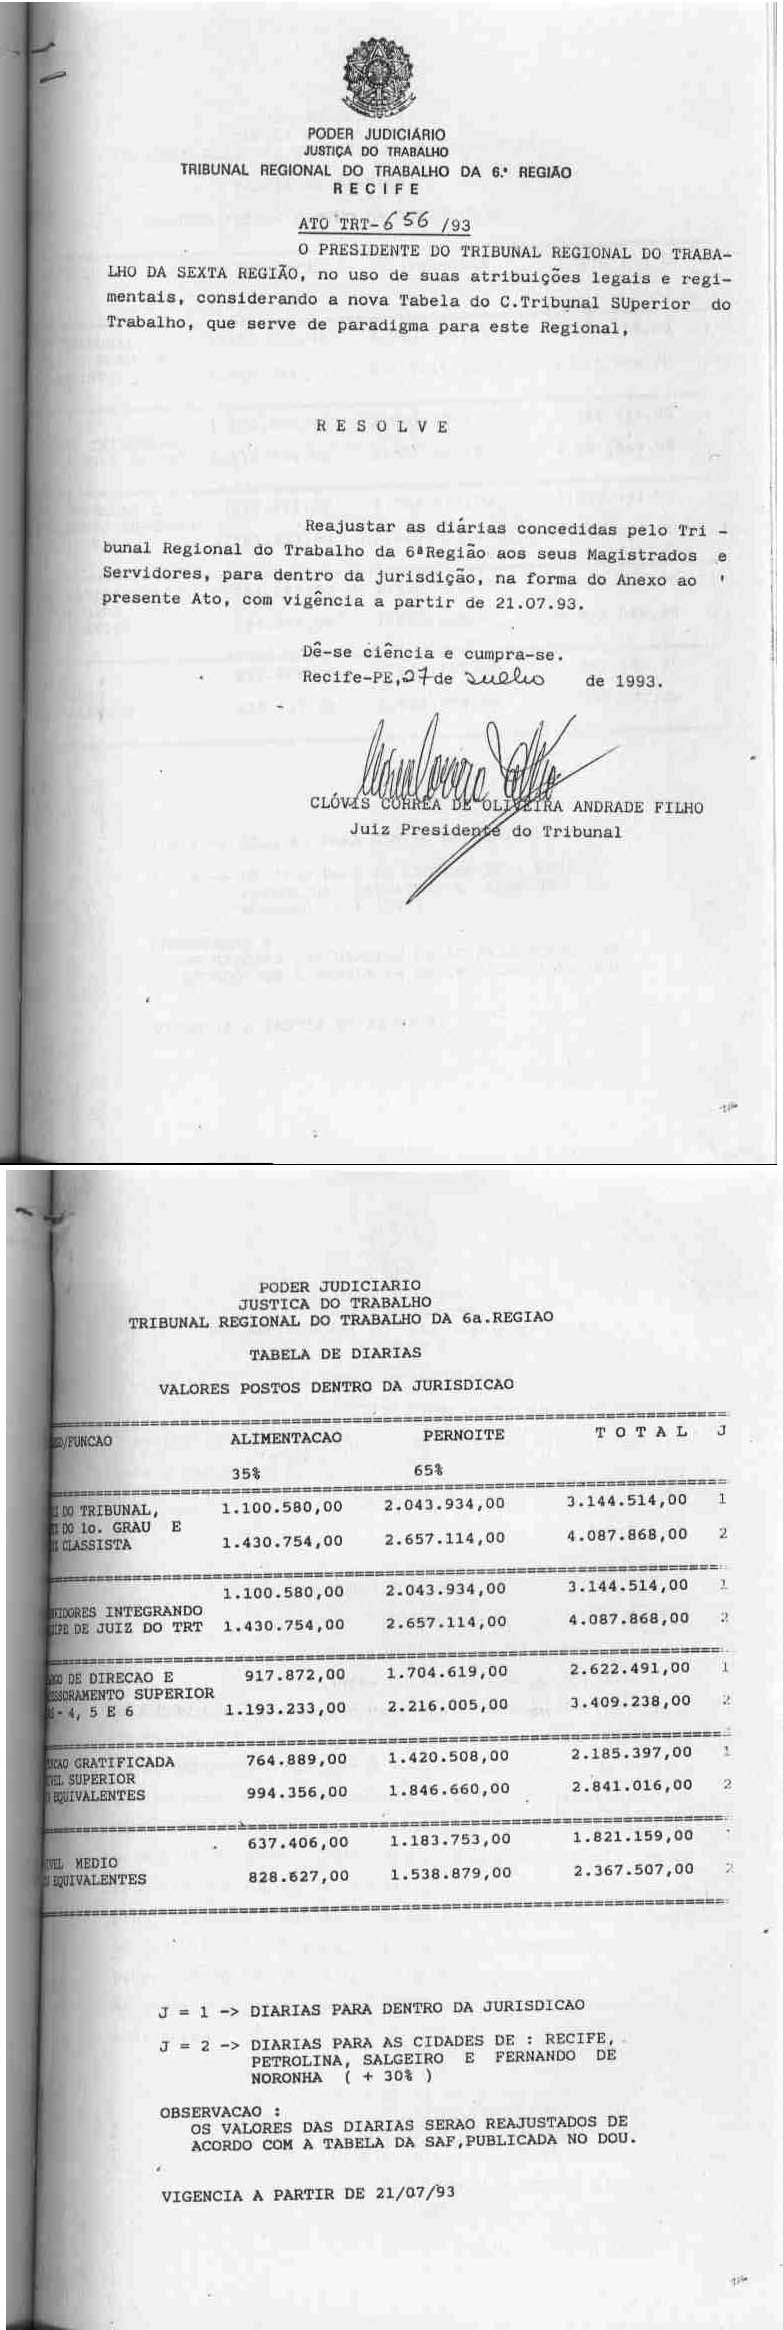 PODER JUDICIÁRIO
JUSTIÇA DO TRABALHO
TRIBUNAL REGIONAL DO TRABALHO DA 6.ª REGIÃO
RECIFE
ATO TRT-656/93
O PRESIDENTE DO TRIBUNAL REGIONAL DO TRABA-
LHO DA SEXTA REGIÃO, no uso de suas atribuições legais e regi-
mentais, considerando a nova Tabela do C.Tribunal SUperior do
Trabalho, que serve de paradigma para este Regional,
R E S O L V E
Reajustar as diárias concedidas pelo Tri -
bunal Regional do Trabalho da 6ªRegião aos seus Magistrados e
Servidores, para dentro da jurisdição, na forma do Anexo ao '
presente Ato, com vigência a partir de 21.07.93.
Dê-se ciência e cumpra-se.
Recife-PE,27de Julho de 1993.
CLÓVIS CORRÊA DE OLIVEIRA ANDRADE FILHO
Juiz Presidente do Tribunal
PODER JUDICIARIO
JUSTICA DO TRABALHO
TRIBUNAL REGIONAL DO TRABALHO DA 6a.REGIAO
TABELA DE DIARIAS
VALORES POSTOS DENTRO DA JURISDICAO
/FUNCAO ALIMENTACAO PERNOITE T O T A L J
35% 65%
DO TRIBUNAL, 1.100.580,00 2.043.934,00 3.144.514,00 1
DO 1o. GRAU E
CLASSISTA 1.430.754,00 2.657.114,00 4.087.868,00 2
1.100.580,00 2.043.934,00 3.144.514,00 1
VIDORES INTEGRANDO
IPE DE JUIZ DO TRT 1.430.754,00 2.657.114,00 4.087.868,00 2
DE DIRECAO E 917.872,00 1.704.619,00 2.622.491,00 1
ESSORAMENTO SUPERIOR
- 4, 5 E 6 1.193.233,00 2.216.005,00 3.409.238,00 2
NCAO GRATIFICADA 764.889,00 1.420.508,00 2.185.397,00 1
VEL SUPERIOR
EQUIVALENTES 994.356,00 1.846.660,00 2.841.016,00 2
637.406,00 1.183.753,00 1.821.159,00
VEL MEDIO
EQUIVALENTES 828.627,00 1.538.879,00 2.367.507,00 2
J = 1 -> DIARIAS PARA DENTRO DA JURISDICAO
J = 2 -> DIARIAS PARA AS CIDADES DE : RECIFE,
PETROLINA, SALGEIRO E FERNANDO DE
NORONHA ( + 30% )
OBSERVACAO :
OS VALORES DAS DIARIAS SERAO REAJUSTADOS DE
ACORDO COM A TABELA DA SAF,PUBLICADA NO DOU.
VIGENCIA A PARTIR DE 21/07/93